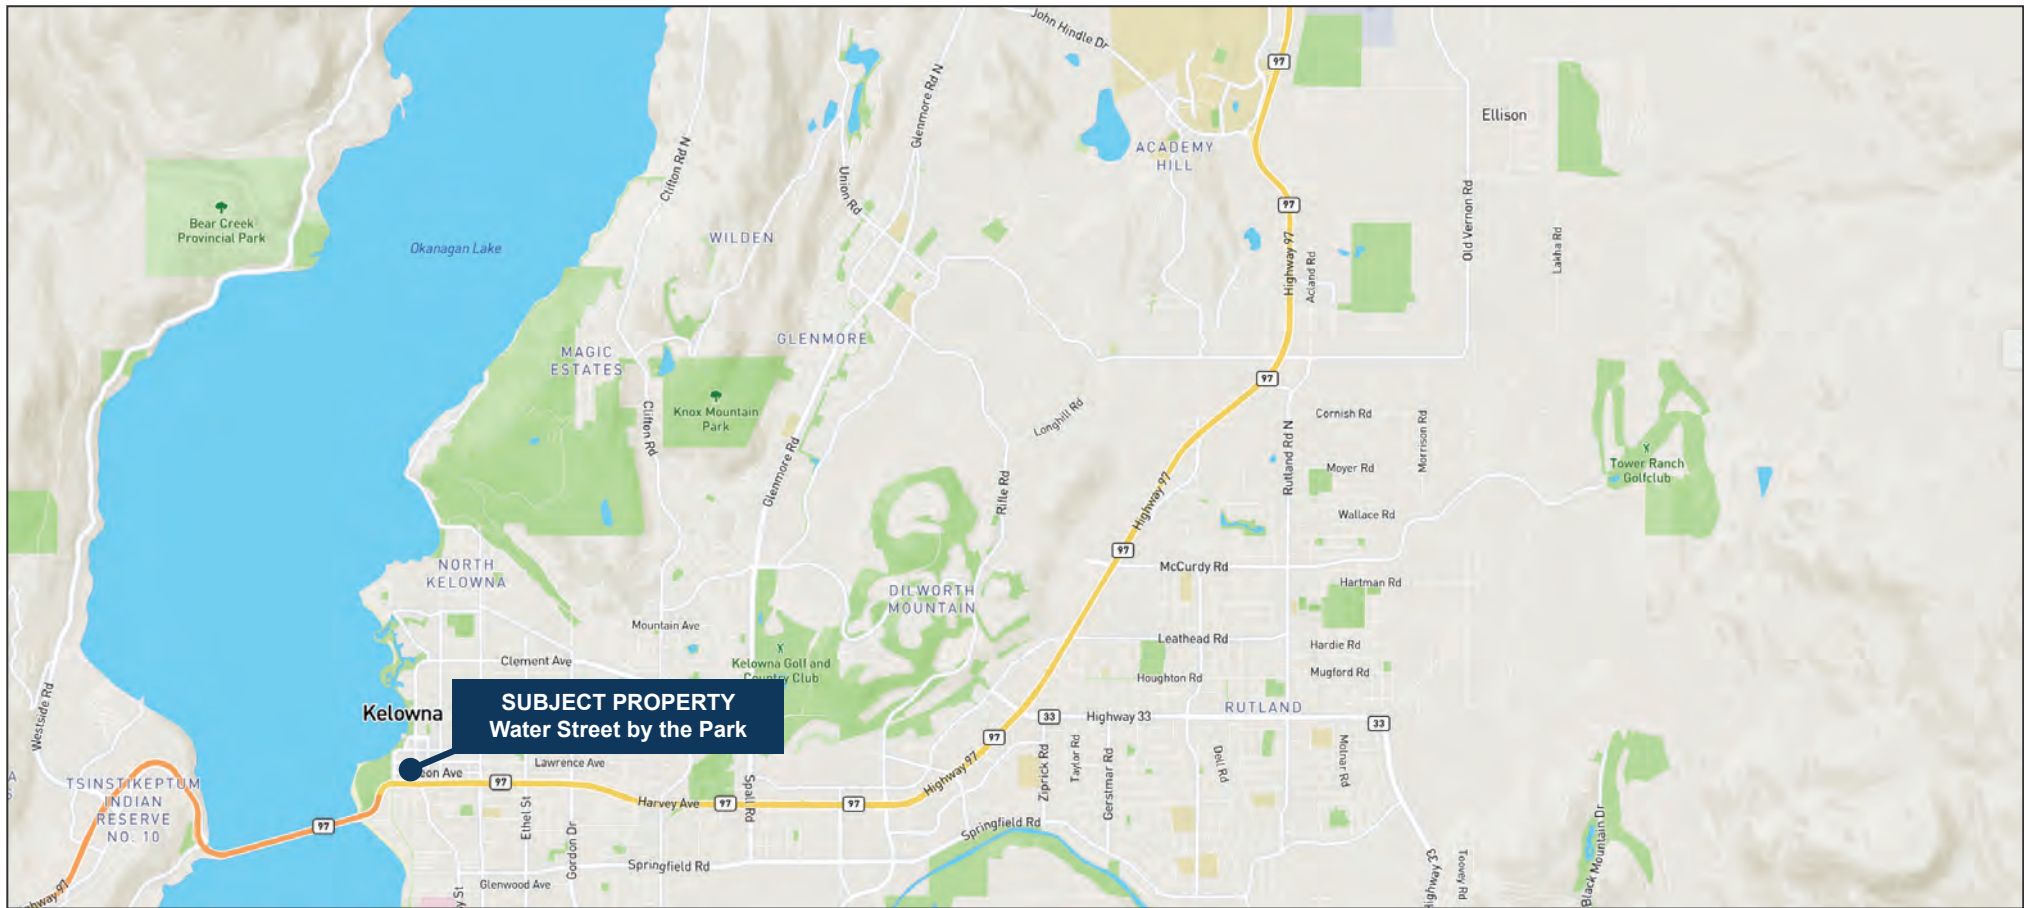 John Hindle Dr
97
Ellison
Clifton Rd N
Glenmore Rd N
ACADEMY
HILL
Union Rd
97
Old Vernon Rd
Bear Creek
Provincial Park
Okanagan Lake
WILDEN
Highway 97
Acland Rd
Lakha Rd
GLENMORE
MAGIC
ESTATES
97
Knox Mountain
Park
Clifton Rd
Longhill Rd
Cornish Rd
Morrison Rd
Rutland Rd N
Glenmore Rd
Moyer Rd
Tower Ranch
Golfclub
Rifle Rd
Highway 97
Wallace Rd
97
NORTH
KELOWNA
McCurdy Rd
Hartman Rd
DILWORTH
MOUNTAIN
Mountain Ave
Leathead Rd
Hardie Rd
Clement Ave
Kelowna Golf and
Country Club
Houghton Rd
Mugford Rd
Westside Rd
Kelowna
SUBJECT PROPERTY
Water Street by the Park
RUTLAND
33
Highway 33
33
97
Lawrence Ave
eon Ave
97
Highway 97
Ziprick Rd
Taylor Rd
Gerstmar Rd
Dell Rd
Molnar Rd
TSINSTIKEPTUM
INDIAN
RESERVE
NO. 10
A
S
Harvey Ave
97
97
Spall Rd
97
Ethel St
Gordon Dr
Springfield Rd
Springfield Rd
Glenwood Ave
y St
hway 97
Highway 33
Toovey Rd
Black Mountain Dr